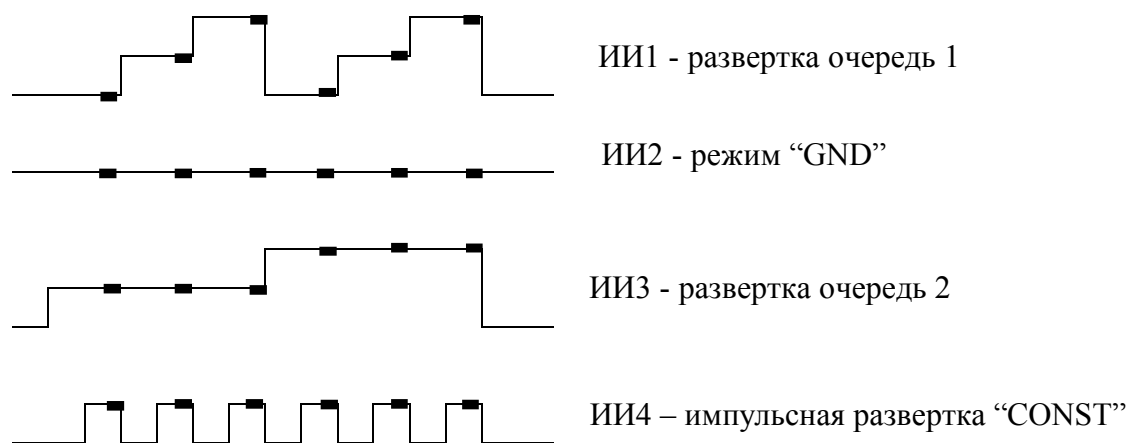 ИИ1 - развертка очередь 1
ИИ2 - режим “GND”
ИИ3 - развертка очередь 2
ИИ4 – импульсная развертка “CONST”